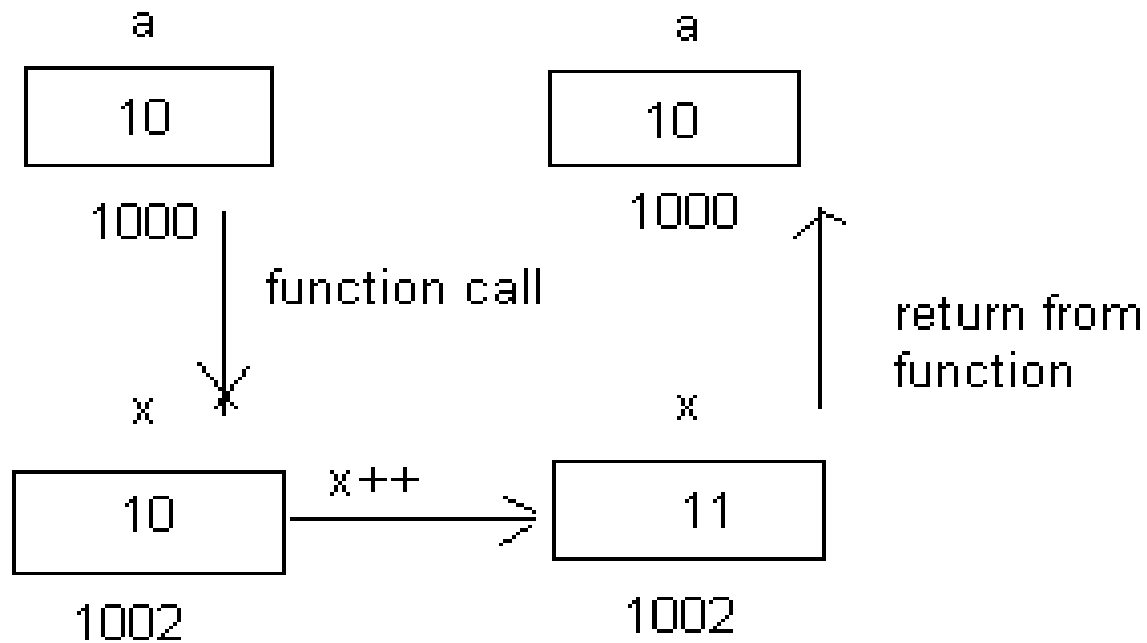 a
a
10
10
1000
1000
function call
return from
function
x
x
10
x++
11
1002
1002